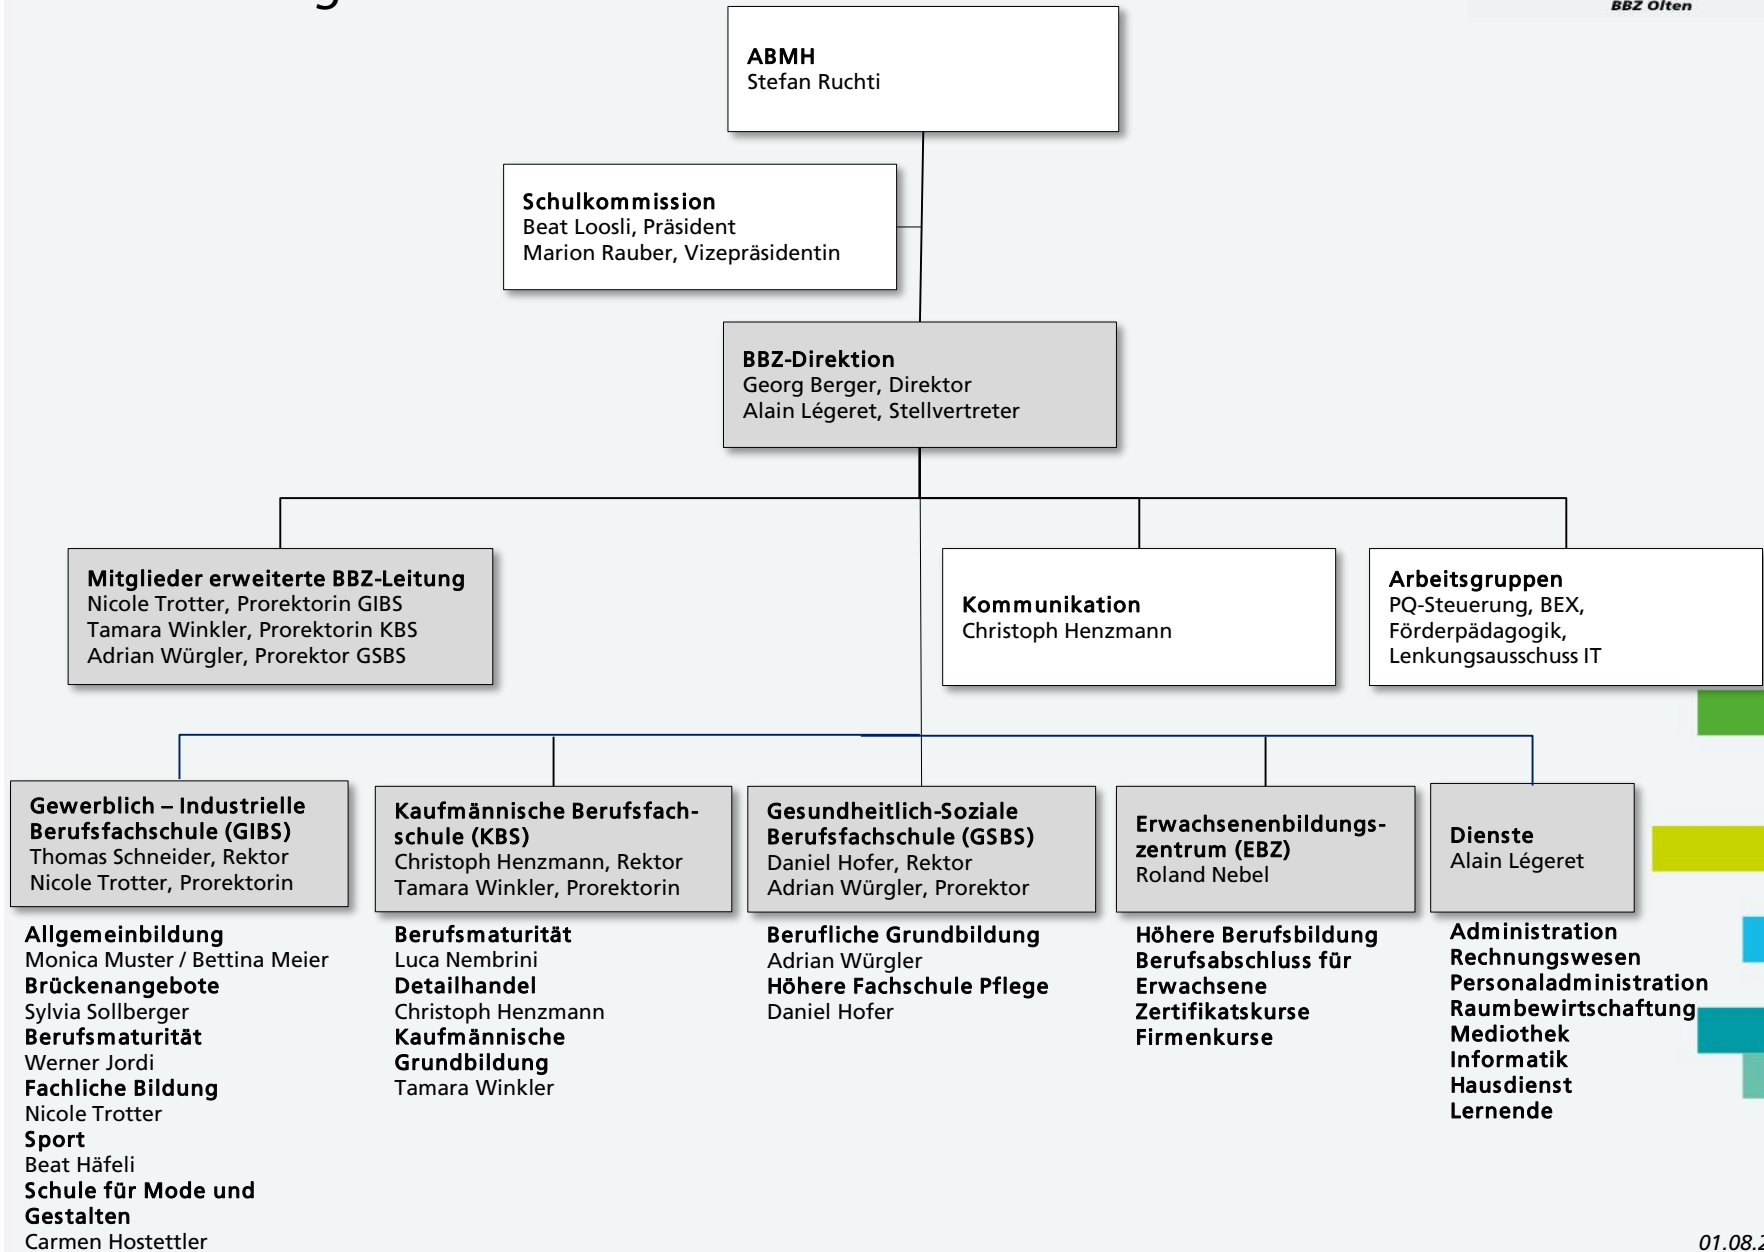 BBZ Olten
ABMH
Stefan Ruchti
Schulkommission
Beat Loosli, Präsident
Marion Rauber, Vizepräsidentin
BBZ-Direktion
Georg Berger, Direktor
Alain Légeret, Stellvertreter
Mitglieder erweiterte BBZ-Leitung
Nicole Trotter, Prorektorin GIBS
Tamara Winkler, Prorektorin KBS
Adrian Würgler, Prorektor GSBS
Kommunikation
Christoph Henzmann
Arbeitsgruppen
PQ-Steuerung, BEX,
Förderpädagogik,
Lenkungsausschuss IT
Gewerblich – Industrielle
Berufsfachschule (GIBS)
Thomas Schneider, Rektor
Nicole Trotter, Prorektorin
Allgemeinbildung
Monica Muster / Bettina Meier
Brückenangebote
Sylvia Sollberger
Berufsmaturität
Werner Jordi
Fachliche Bildung
Nicole Trotter
Sport
Beat Häfeli
Schule für Mode und
Gestalten
Carmen Hostettler
Kaufmännische Berufsfach-
schule (KBS)
Christoph Henzmann, Rektor
Tamara Winkler, Prorektorin
Berufsmaturität
Luca Nembrini
Detailhandel
Christoph Henzmann
Kaufmännische
Grundbildung
Tamara Winkler
Gesundheitlich-Soziale
Berufsfachschule (GSBS)
Daniel Hofer, Rektor
Adrian Würgler, Prorektor
Berufliche Grundbildung
Adrian Würgler
Höhere Fachschule Pflege
Daniel Hofer
Erwachsenenbildungs-
zentrum (EBZ)
Roland Nebel
Höhere Berufsbildung
Berufsabschluss für
Erwachsene
Zertifikatskurse
Firmenkurse
Dienste
Alain Légeret
Administration
Rechnungswesen
Personaladministration
Raumbewirtschaftung
Mediothek
Informatik
Hausdienst
Lernende
01.08.2